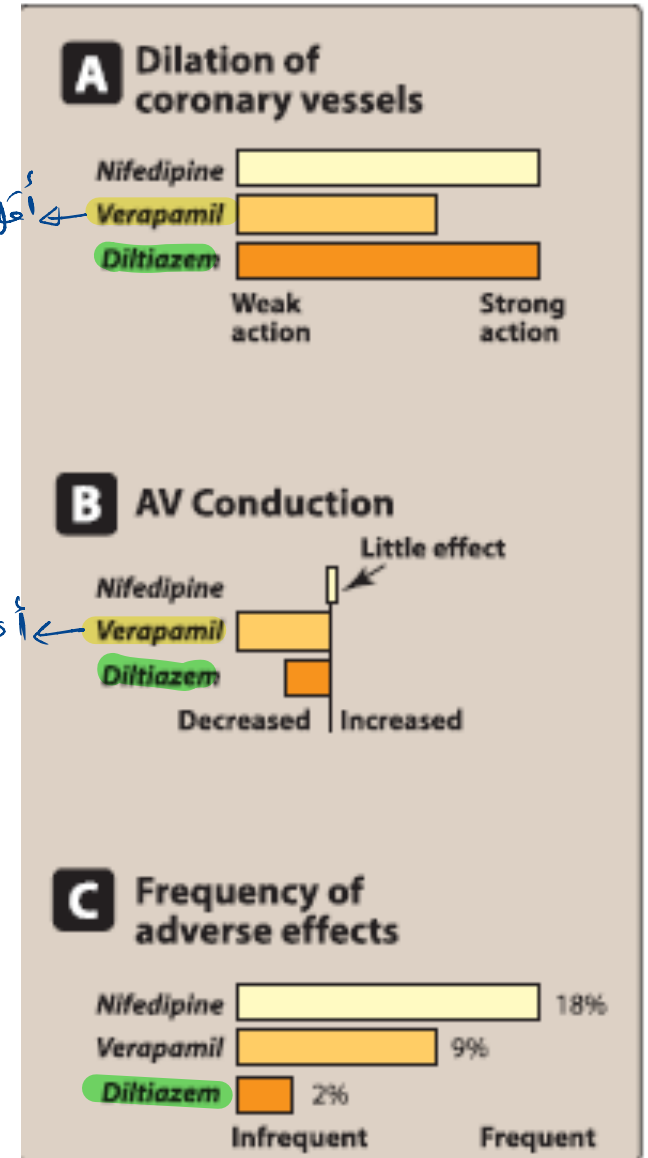 A Dilation of
coronary vessels
Nifedipine
Verapamil
Diltiazem
Weak action
Strong action
B AV Conduction
Little effect
Nifedipine
Verapamil
Diltiazem
Decreased Increased
C Frequency of
adverse effects
Nifedipine 18%
Verapamil 9%
Diltiazem 2%
Infrequent Frequent